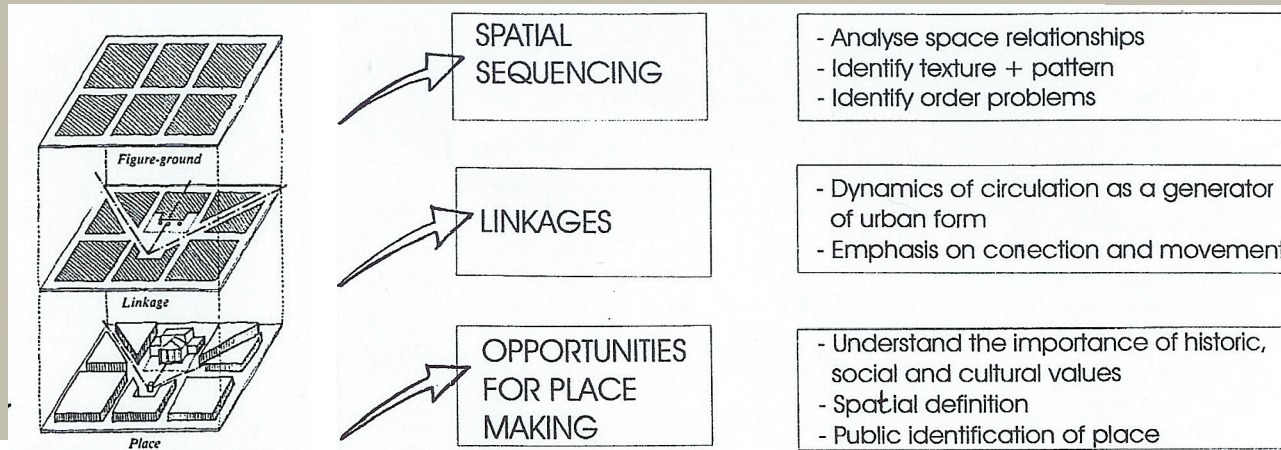 Figure-ground
Linkage
Place
SPATIAL
SEQUENCING
LINKAGES
OPPORTUNITIES
FOR PLACE
MAKING
- Analyse space relationships
- Identify texture + pattern
- Identify order problems
- Dynamics of circulation as a generator
of urban form
- Emphasis on conection and movement
- Understand the importance of historic,
social and cultural values
- Spatial definition
- Public identification of place